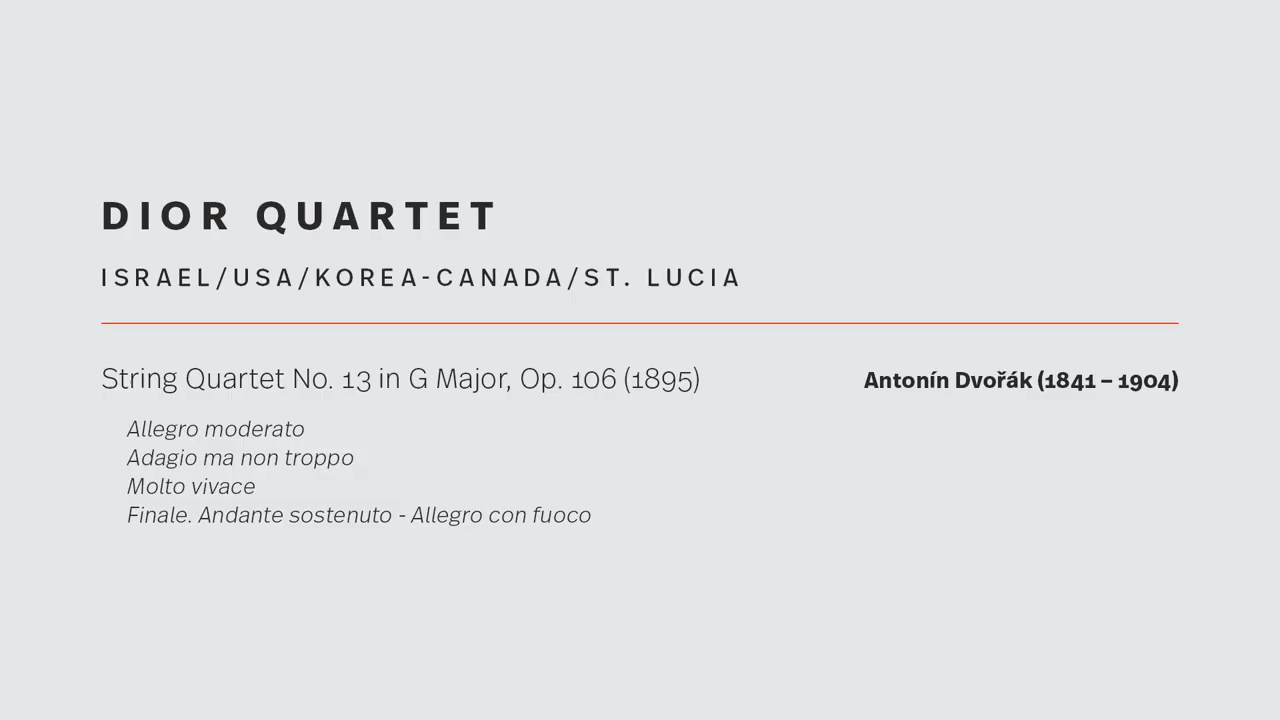 DIOR QUARTET
ISRAEL/USA/KOREA-CANADA/ST. LUCIA
String Quartet No. 13 in G Major, Op. 106 (1895) Antonín Dvořák (1841 – 1904)
Allegro moderato
Adagio ma non troppo
Molto vivace
Finale. Andante sostenuto - Allegro con fuoco